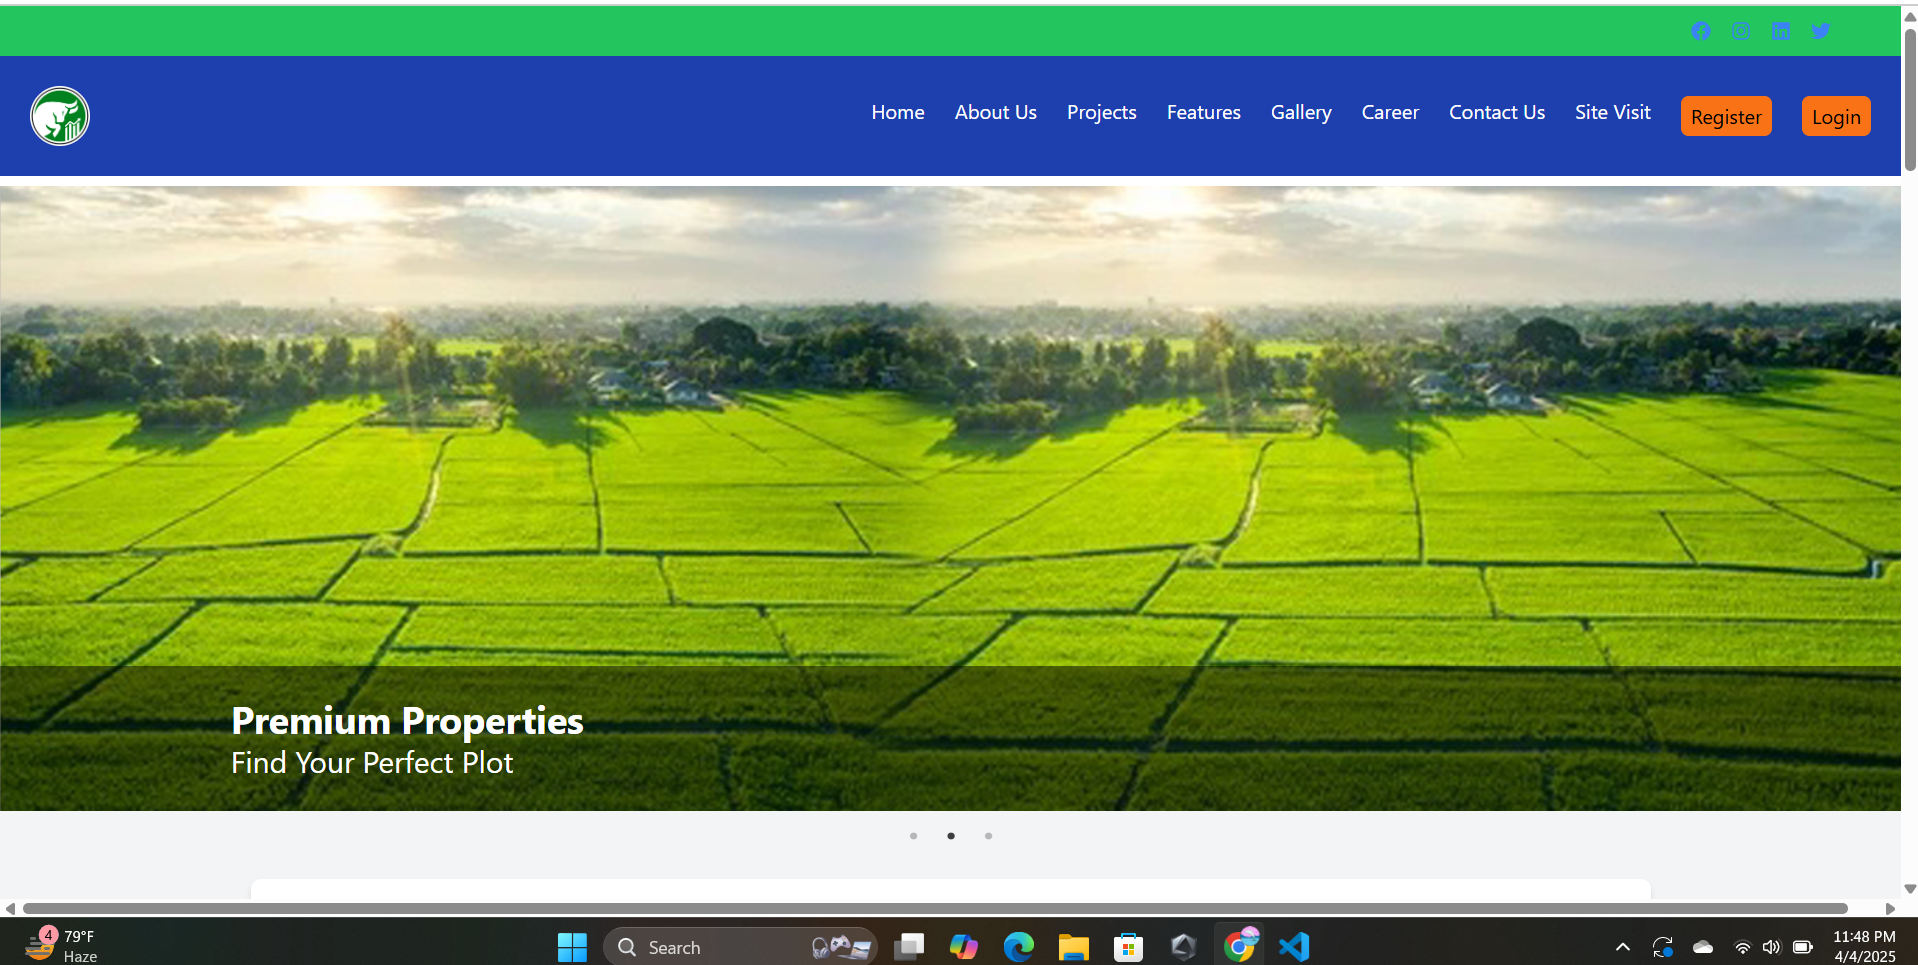 Home About Us Projects Features Gallery Career Contact Us Site Visit Register Login
Premium Properties
Find Your Perfect Plot
4
79°F
Haze
Search
11:48 PM
4/4/2025